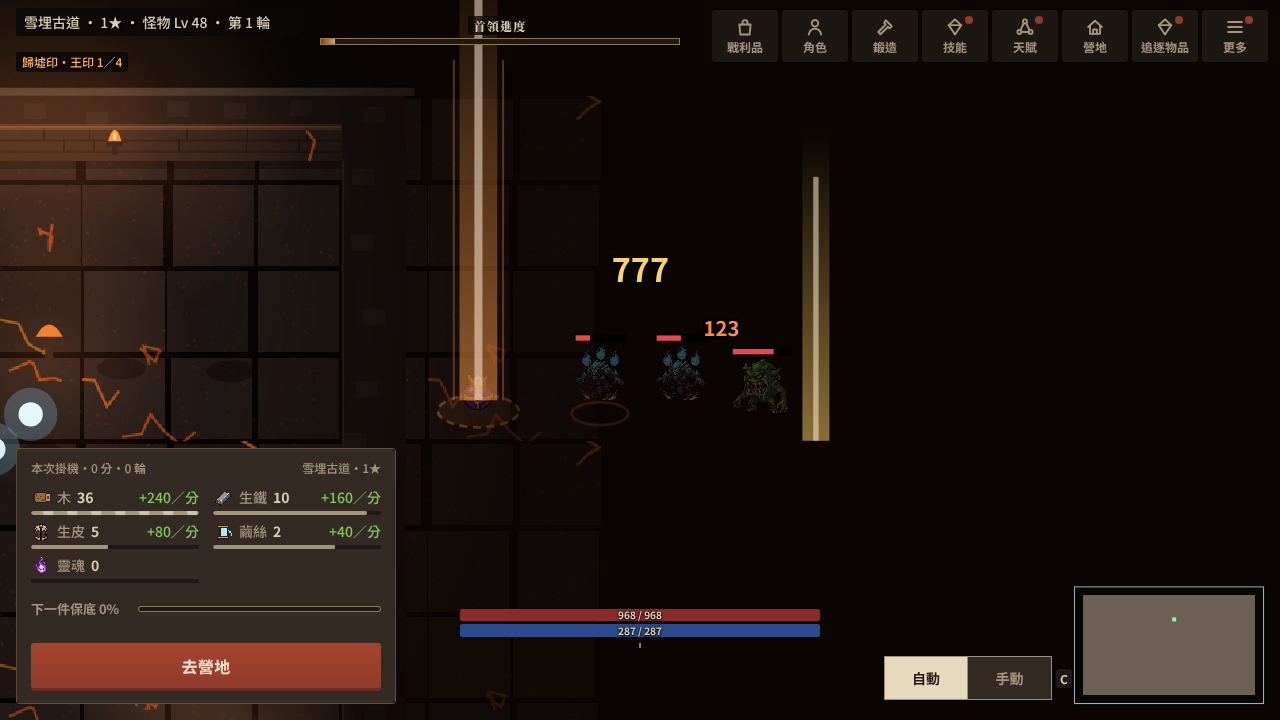 雪埋古道 · 1★ · 怪物 Lv 48 · 第 1 輪
首領進度
戰利品
角色
鍛造
技能
天賦
營地
追逐物品
更多
歸墟印·王印 1／4
777
123
本次掛機·0 分·0 輪
雪埋古道·1★
木 36 +240／分
生鐵 10 +160／分
生皮 5 +80／分
繭絲 2 +40／分
靈魂 0
下一件保底 0%
去營地
968 / 968
287 / 287
自動
手動
C